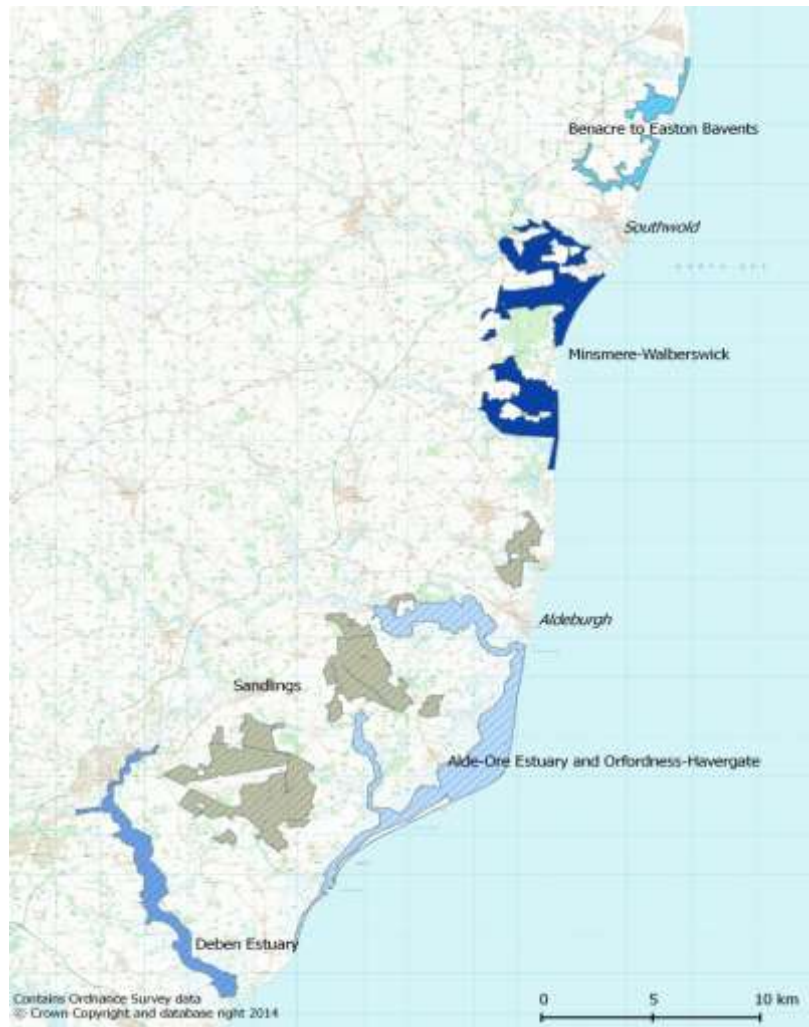 Benacre to Easton Bavents
Southwold
Minsmere-Walberswick
Aldeburgh
Sandlings
Alde-Ore Estuary and Orfordness-Havergate
Deben Estuary
Contains Ordnance Survey data
© Crown Copyright and database right 2014
0 5 10 km